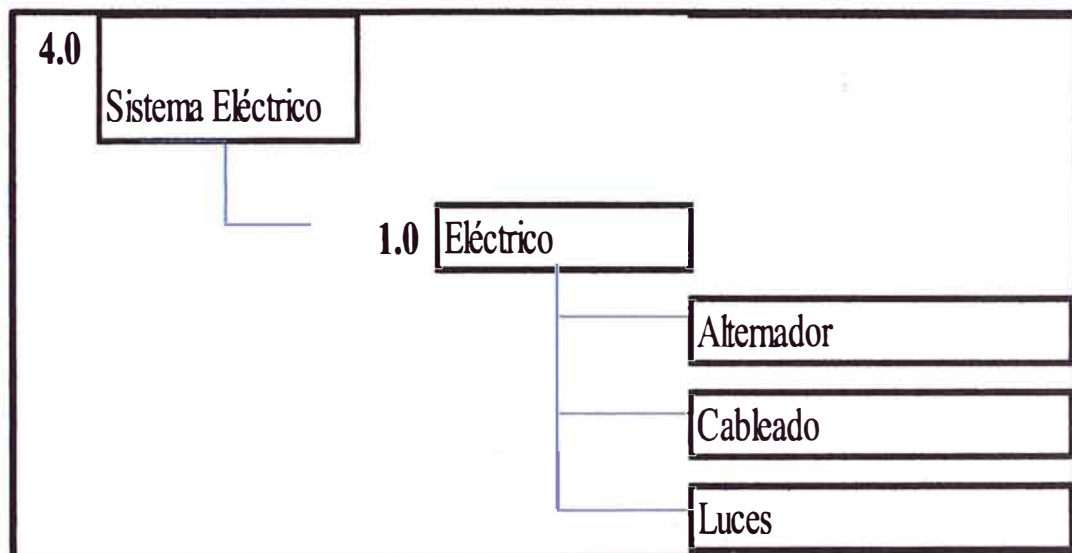 4.0
Sistema Eléctrico
1.0 Eléctrico
Alternador
Cableado
Luces